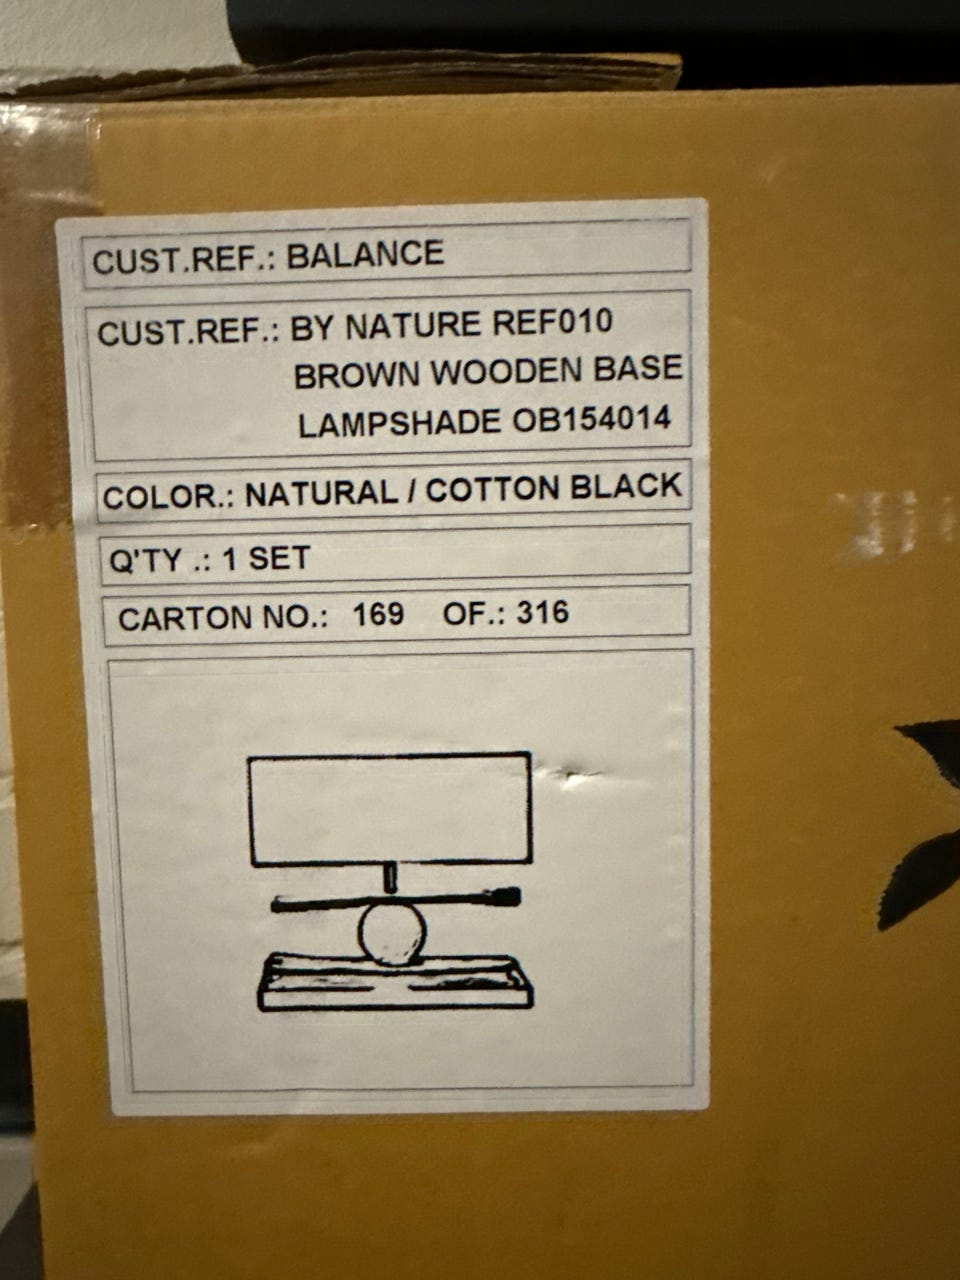 CUST.REF.: BALANCE
CUST.REF.: BY NATURE REF010
BROWN WOODEN BASE
LAMPSHADE OB154014
COLOR.: NATURAL / COTTON BLACK
Q'TY .: 1 SET
CARTON NO.: 169 OF.: 316